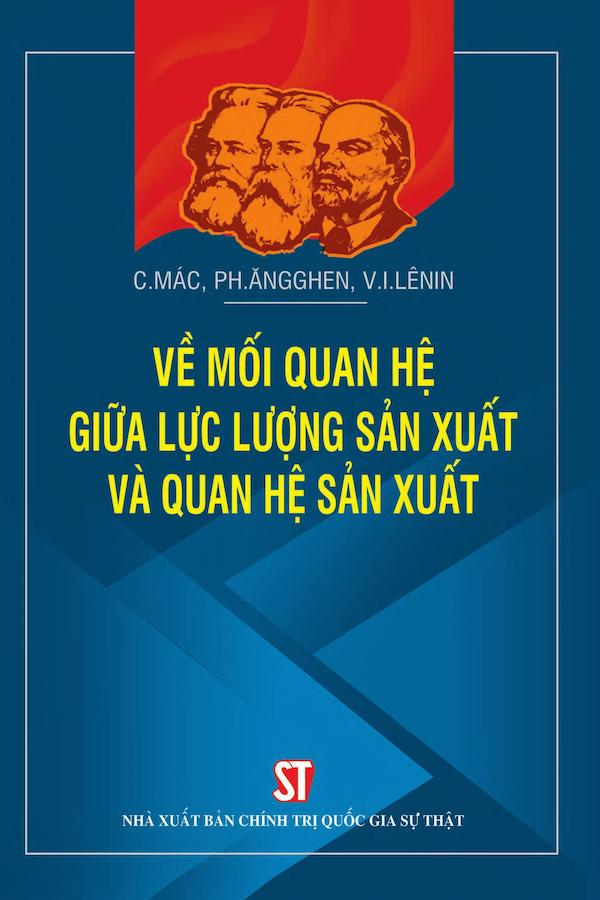 C.MÁC, PH.ĂNGGHEN, V.I.LÊNIN
VỀ MỐI QUAN HỆ
GIỮA LỰC LƯỢNG SẢN XUẤT
VÀ QUAN HỆ SẢN XUẤT
ST
NHÀ XUẤT BẢN CHÍNH TRỊ QUỐC GIA SỰ THẬT